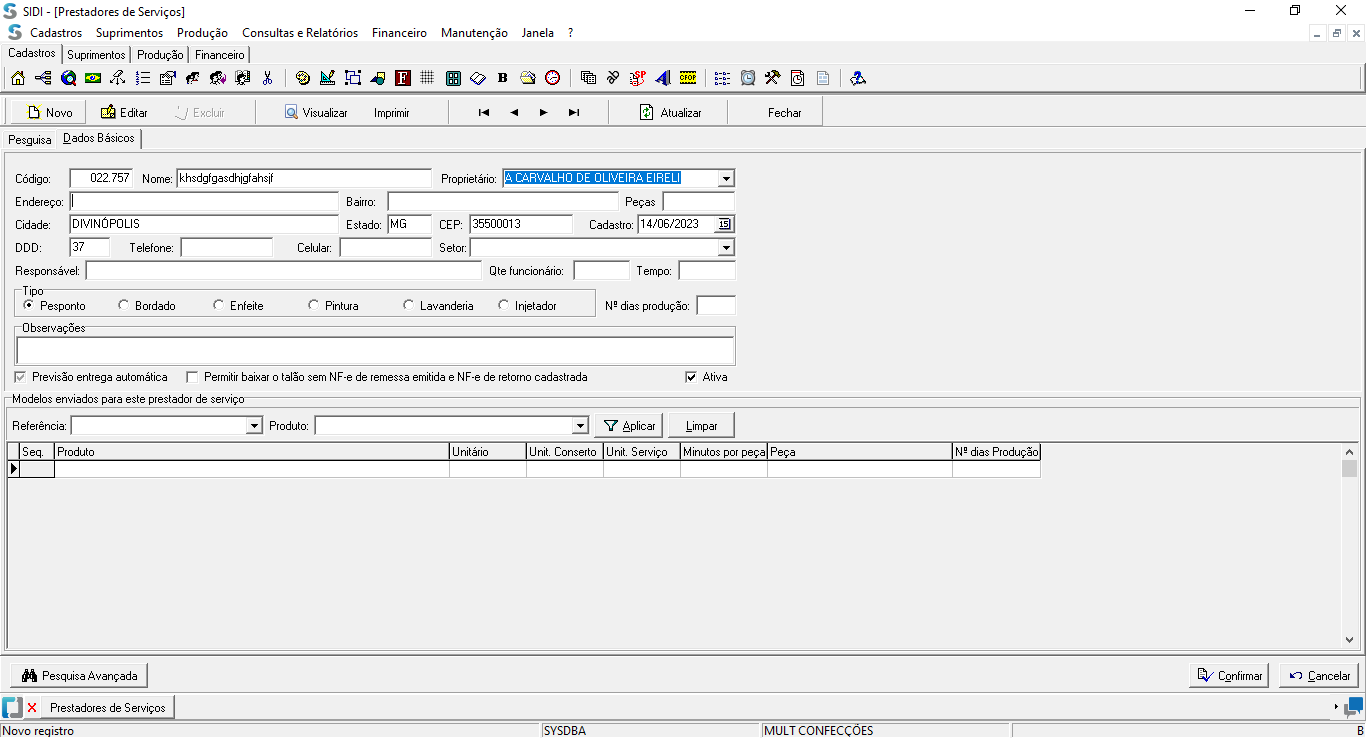 SIDI - [Prestadores de Serviços]
Cadastros Suprimentos Produção Consultas e Relatórios Financeiro Manutenção Janela ?
Cadastros Suprimentos Produção Financeiro
Novo Editar Excluir Visualizar Imprimir Atualizar Fechar
Pesquisa Dados Básicos
Código: 022.757 Nome: khsdgfgasdhjgfahsjf Proprietário: A CARVALHO DE OLIVEIRA EIRELI
Endereço: Bairro: Peças
Cidade: DIVINÓPOLIS Estado: MG CEP: 35500013 Cadastro: 14/06/2023 15
DDD: 37 Telefone: Celular: Setor:
Responsável: Qte funcionário: Tempo:
Tipo
Pesponto Bordado Enfeite Pintura Lavanderia Injetador Nº dias produção:
Observações
Previsão entrega automática Permitir baixar o talão sem NF-e de remessa emitida e NF-e de retorno cadastrada Ativa
Modelos enviados para este prestador de serviço
Referência: Produto: Aplicar Limpar
Seq. Produto Unitário Unit. Conserto Unit. Serviço Minutos por peça Peça Nº dias Produção
Pesquisa Avançada Confirmar Cancelar
Prestadores de Serviços
Novo registro SYSDBA MULT CONFECÇÕES B